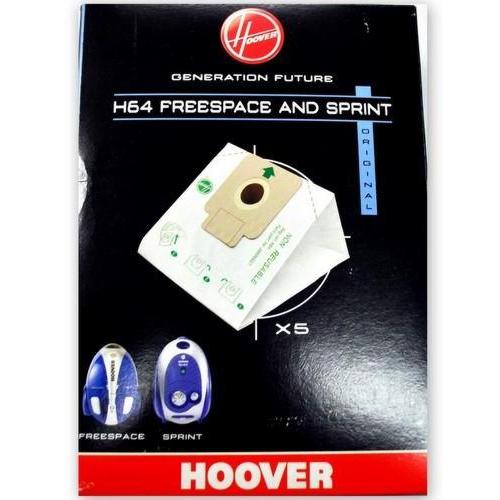 HOOVER
GENERATION FUTURE
H64 FREESPACE AND SPRINT
ORIGINAL
NON REUSABLE
X5
HOOVER
FREESPACE
SPRINT
HOOVER